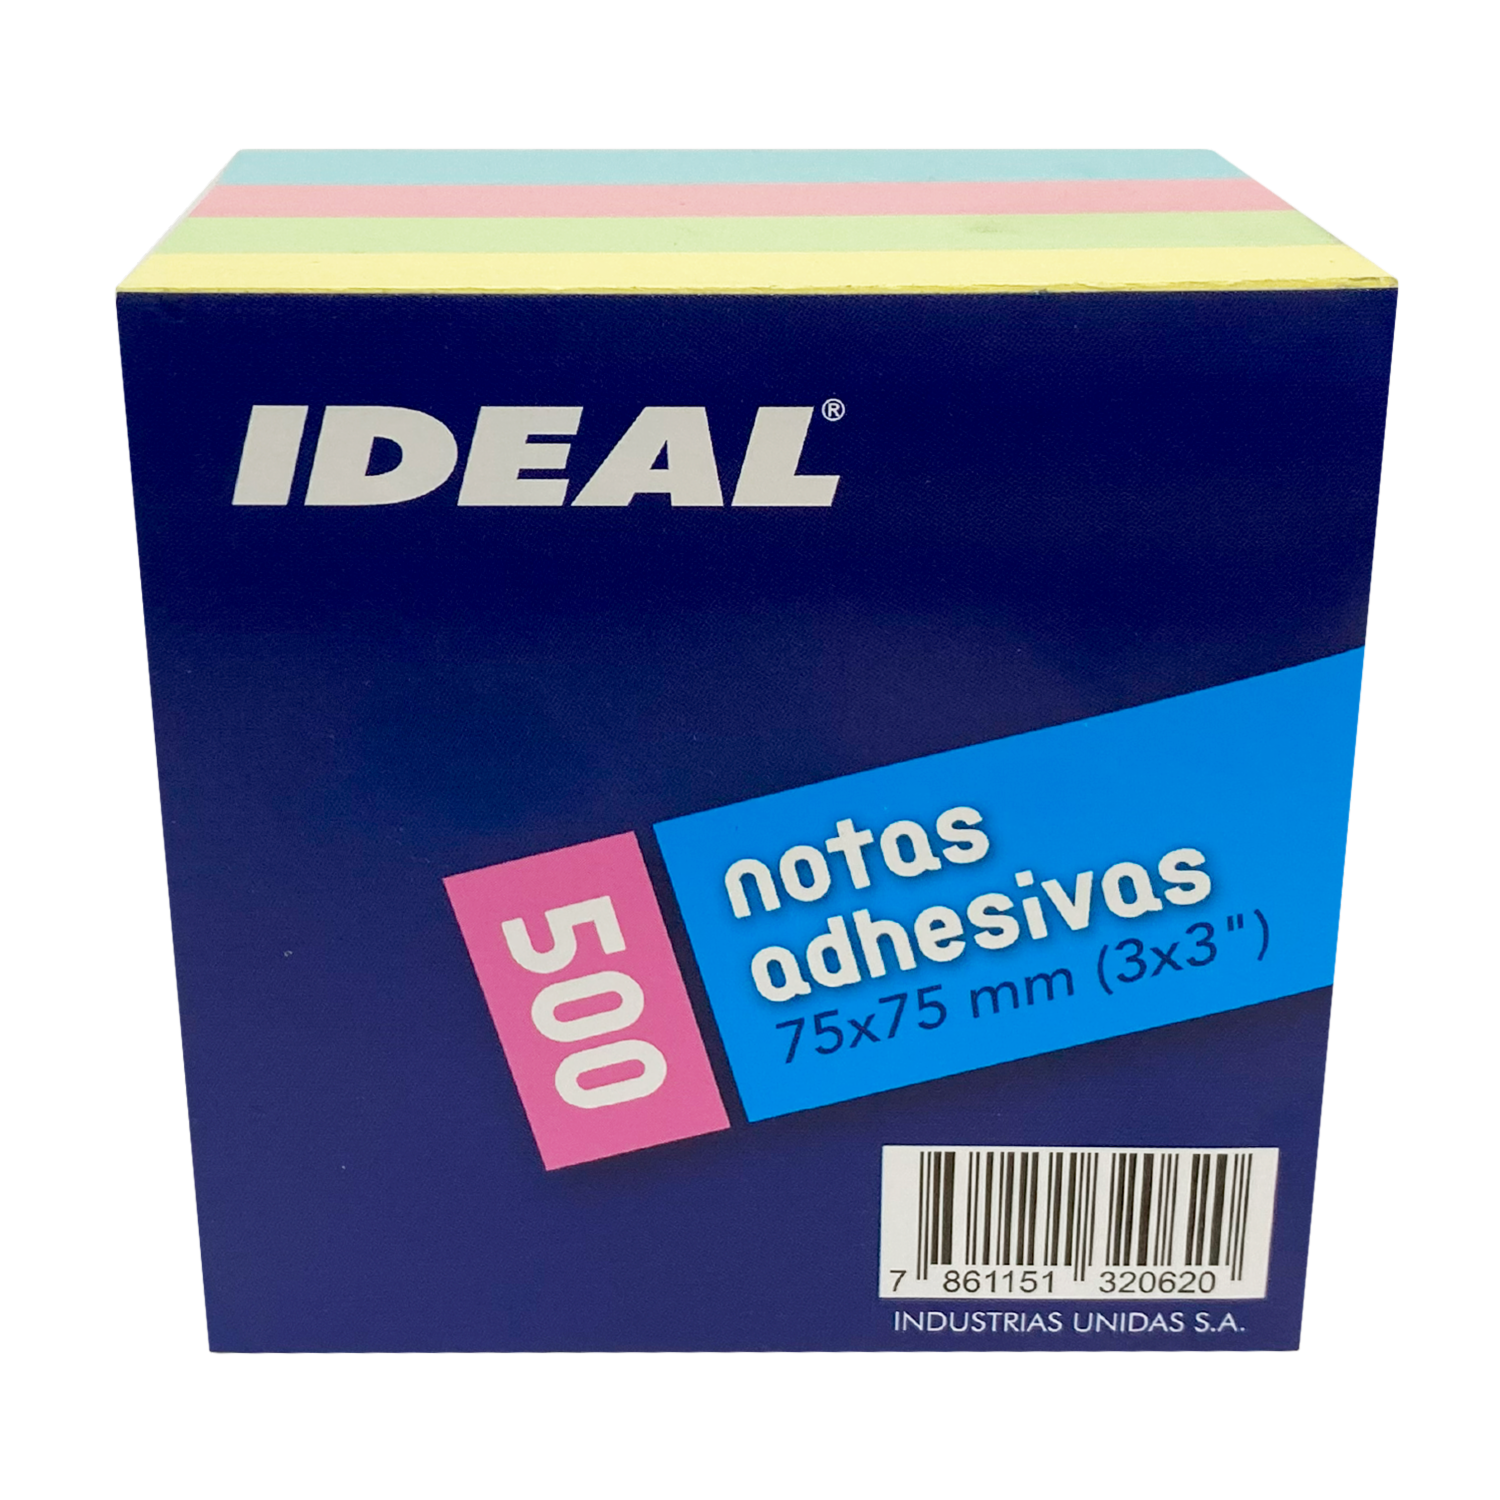 IDEAL®
500
notas
adhesivas
75x75 mm (3x3")
7 861151 320620
INDUSTRIAS UNIDAS S.A.